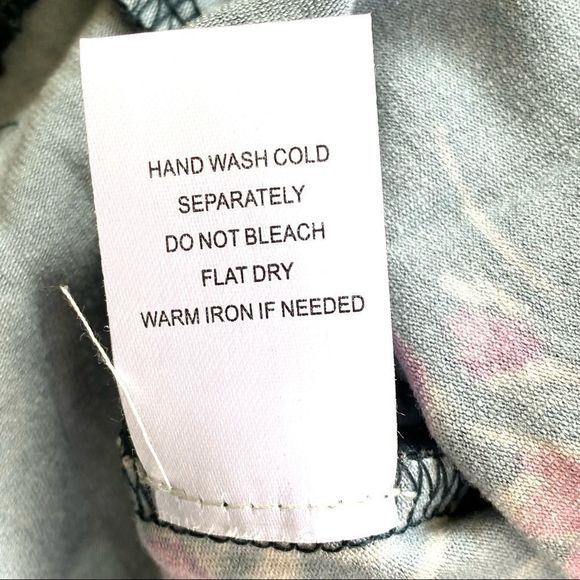 HAND WASH COLD
SEPARATELY
DO NOT BLEACH
FLAT DRY
WARM IRON IF NEEDED